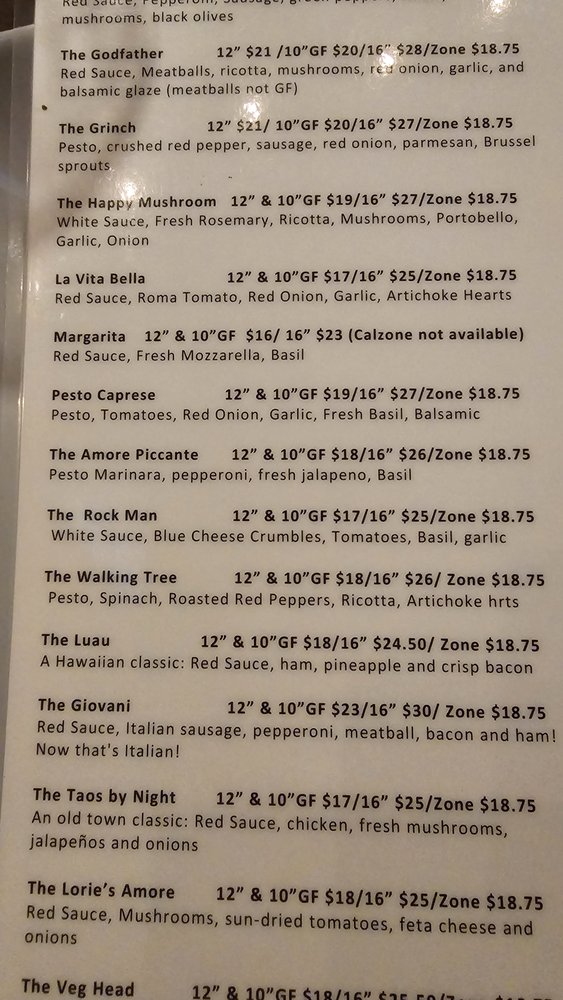 Red Sauce, Pepperoni, Sausage, green
mushrooms, black olives
The Godfather 12” $21 /10”GF $20/16” $28/Zone $18.75
Red Sauce, Meatballs, ricotta, mushrooms, red onion, garlic, and
balsamic glaze (meatballs not GF)
The Grinch 12” $21/ 10”GF $20/16” $27/Zone $18.75
Pesto, crushed red pepper, sausage, red onion, parmesan, Brussel
sprouts
The Happy Mushroom 12” & 10”GF $19/16” $27/Zone $18.75
White Sauce, Fresh Rosemary, Ricotta, Mushrooms, Portobello,
Garlic, Onion
La Vita Bella 12” & 10”GF $17/16” $25/Zone $18.75
Red Sauce, Roma Tomato, Red Onion, Garlic, Artichoke Hearts
Margarita 12” & 10”GF $16/ 16” $23 (Calzone not available)
Red Sauce, Fresh Mozzarella, Basil
Pesto Caprese 12” & 10”GF $19/16” $27/Zone $18.75
Pesto, Tomatoes, Red Onion, Garlic, Fresh Basil, Balsamic
The Amore Piccante 12” & 10”GF $18/16” $26/Zone $18.75
Pesto Marinara, pepperoni, fresh jalapeno, Basil
The Rock Man 12” & 10”GF $17/16” $25/Zone $18.75
White Sauce, Blue Cheese Crumbles, Tomatoes, Basil, garlic
The Walking Tree 12” & 10”GF $18/16” $26/ Zone $18.75
Pesto, Spinach, Roasted Red Peppers, Ricotta, Artichoke hrts
The Luau 12” & 10”GF $18/16” $24.50/ Zone $18.75
A Hawaiian classic: Red Sauce, ham, pineapple and crisp bacon
The Giovani 12” & 10”GF $23/16” $30/ Zone $18.75
Red Sauce, Italian sausage, pepperoni, meatball, bacon and ham!
Now that's Italian!
The Taos by Night 12” & 10”GF $17/16” $25/Zone $18.75
An old town classic: Red Sauce, chicken, fresh mushrooms,
jalapeños and onions
The Lorie’s Amore 12” & 10”GF $18/16” $25/Zone $18.75
Red Sauce, Mushrooms, sun-dried tomatoes, feta cheese and
onions
The Veg Head 12” & 10”GF $18/16” $25.50/Zone